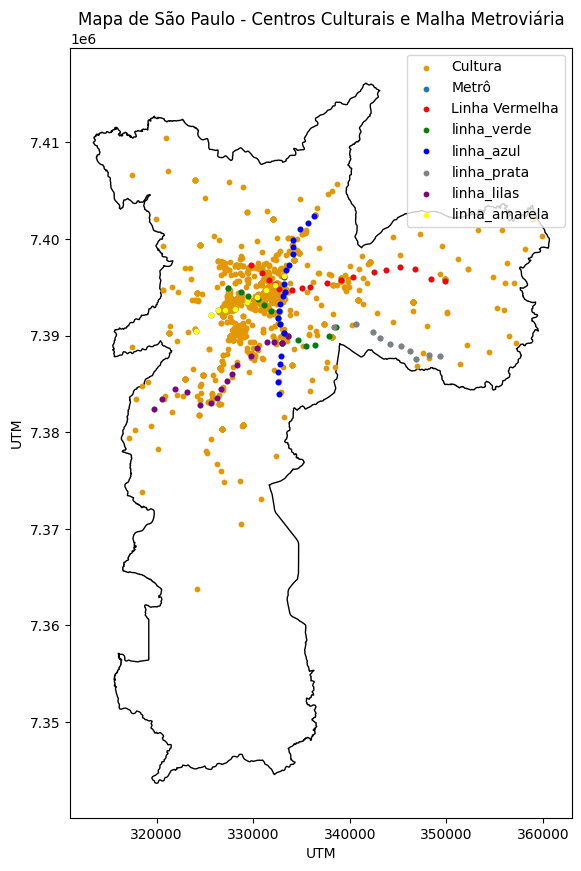 Mapa de São Paulo - Centros Culturais e Malha Metroviária
1e6
Cultura
Metrô
Linha Vermelha
linha_verde
linha_azul
linha_prata
linha_lilas
linha_amarela
7.41
7.40
7.39
7.38
7.37
7.36
7.35
UTM
320000 330000 340000 350000 360000
UTM